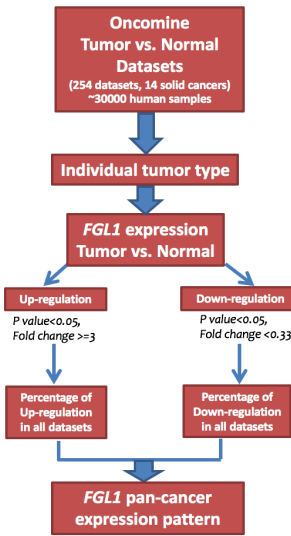 Oncomine
Tumor vs. Normal
Datasets
(254 datasets, 14 solid cancers)
~30000 human samples
Individual tumor type
FGL1 expression
Tumor vs. Normal
Up-regulation
P value<0.05,
Fold change >=3
Down-regulation
P value<0.05,
Fold change <0.33
Percentage of
Up-regulation
in all datasets
Percentage of
Down-regulation
in all datasets
FGL1 pan-cancer
expression pattern